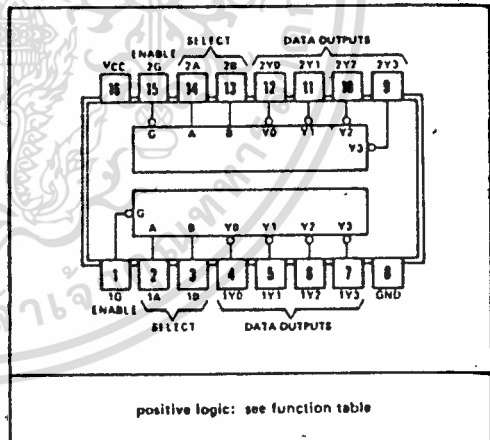 SELECT DATA OUTPUTS
ENABLE
VCC 2G 2A 2B 2Y0 2Y1 2Y2 2Y3
16 15 14 13 12 11 10 9
G A B Y0 Y1 Y2
Y3
G
A B Y0 Y1 Y2 Y3
1 2 3 4 5 6 7 8
1G 1A 1B 1Y0 1Y1 1Y2 1Y3 GND
ENABLE
SELECT DATA OUTPUTS
positive logic: see function table